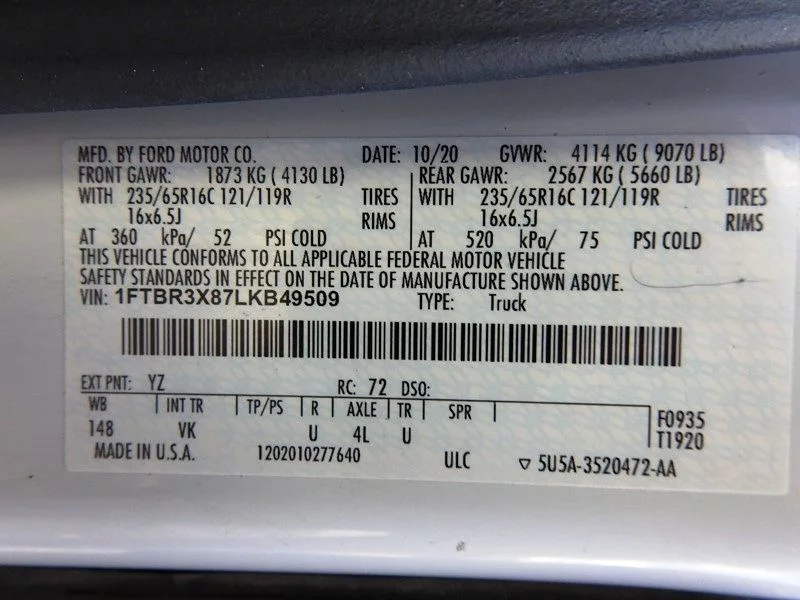 MFD. BY FORD MOTOR CO. DATE: 10/20 GVWR: 4114 KG ( 9070 LB)
FRONT GAWR: 1873 KG ( 4130 LB) REAR GAWR: 2567 KG ( 5660 LB)
WITH 235/65R16C 121/119R TIRES WITH 235/65R16C 121/119R TIRES
16x6.5J RIMS 16x6.5J RIMS
AT 360 kPa/ 52 PSI COLD AT 520 kPa/ 75 PSI COLD
THIS VEHICLE CONFORMS TO ALL APPLICABLE FEDERAL MOTOR VEHICLE
SAFETY STANDARDS IN EFFECT ON THE DATE OF MANUFACTURE SHOWN ABOVE.
VIN: 1FTBR3X87LKB49509 TYPE: Truck
EXT PNT: YZ RC: 72 DSO:
WB INT TR TP/PS R AXLE TR SPR F0935
148 VK U 4L U T1920
MADE IN U.S.A. 1202010277640 ULC ▽ 5U5A-3520472-AA